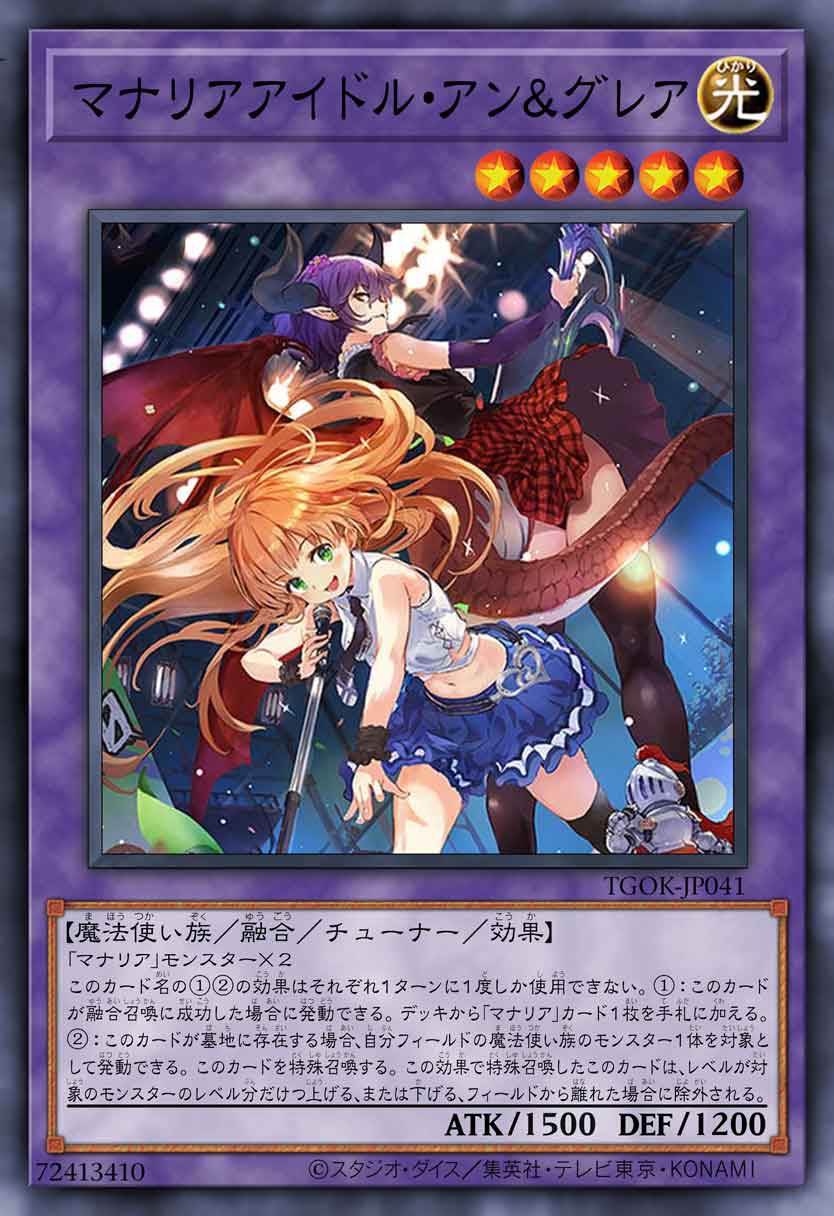 マナリアアイドル・アン&グレア
光
ひかり
TGOK-JP041
【魔法使い族／融合／チューナー／効果】
「マナリア」モンスター×2
このカード名の①②の効果はそれぞれ1ターンに1度しか使用できない。①：このカード
が融合召喚に成功した場合に発動できる。デッキから「マナリア」カード1枚を手札に加える。
②：このカードが墓地に存在する場合、自分フィールドの魔法使い族のモンスター1体を対象と
して発動できる。このカードを特殊召喚する。この効果で特殊召喚したこのカードは、レベルが対
象のモンスターのレベル分だけつ上げる、または下げる、フィールドから離れた場合に除外される。
ATK/1500 DEF/1200
72413410
©スタジオ・ダイス／集英社・テレビ東京・KONAMI